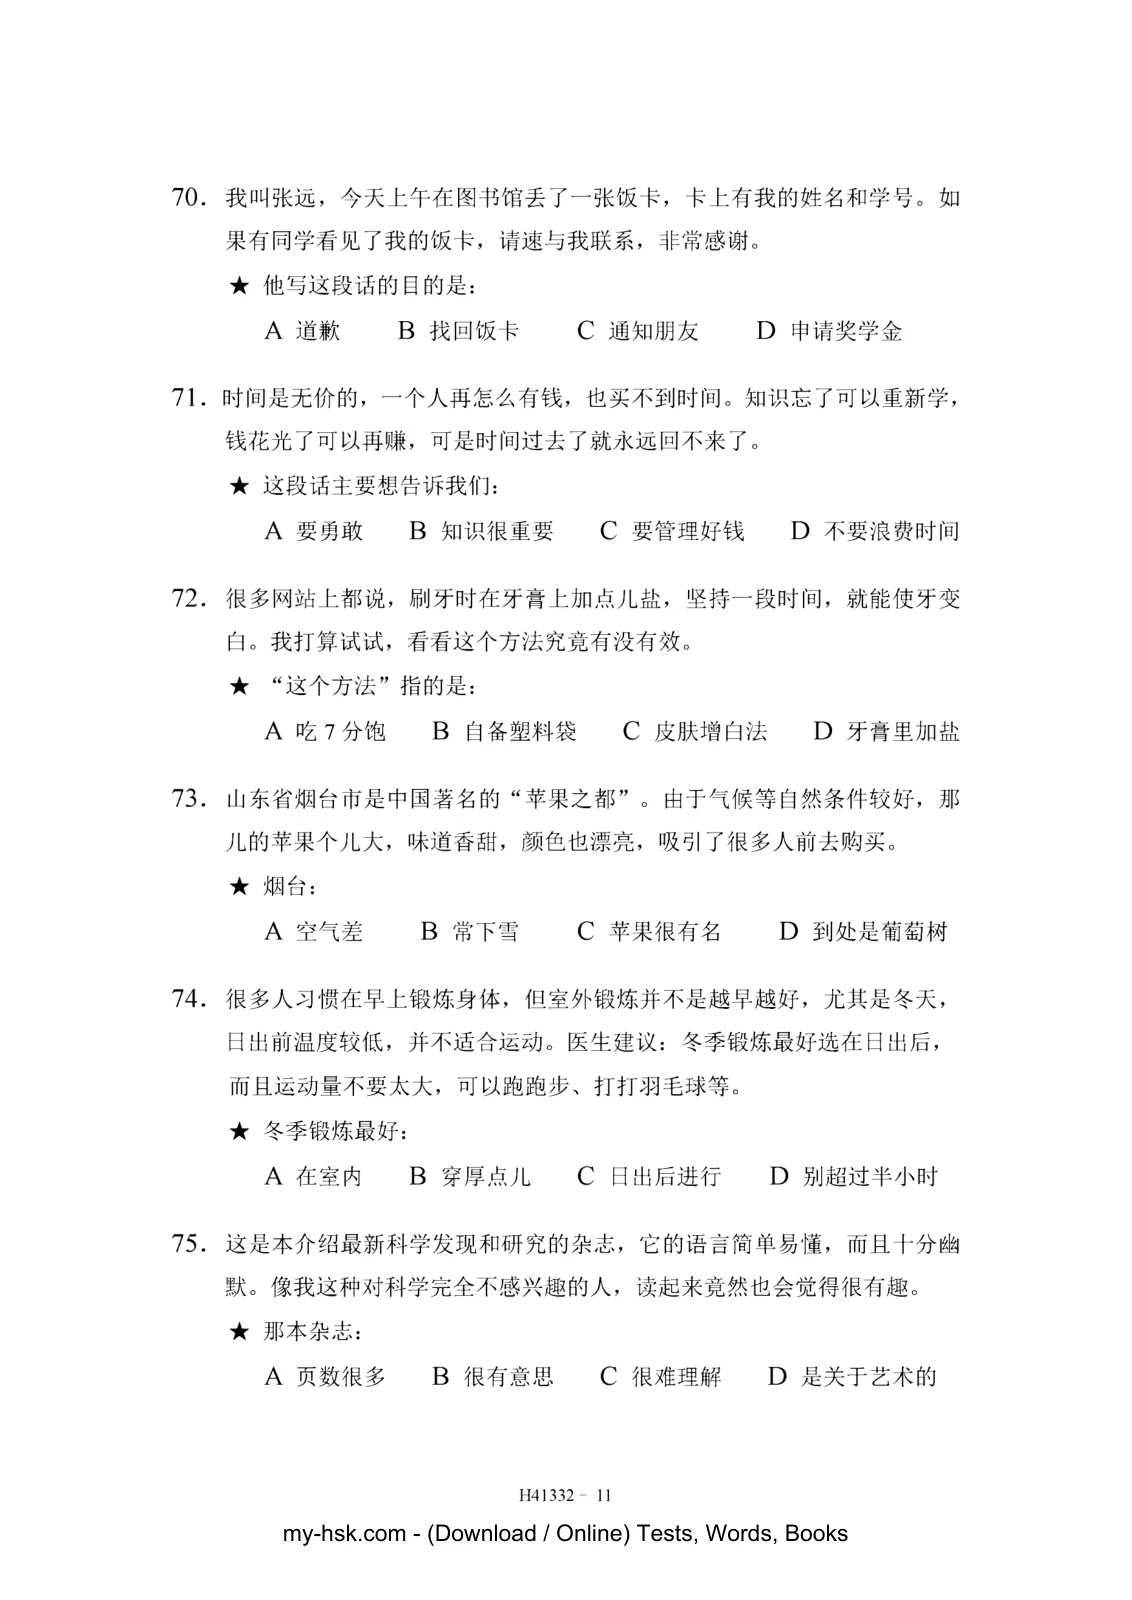 70. 我叫张远，今天上午在图书馆丢了一张饭卡，卡上有我的姓名和学号。如
果有同学看见了我的饭卡，请速与我联系，非常感谢。
★ 他写这段话的目的是：
A 道歉 B 找回饭卡 C 通知朋友 D 申请奖学金
71. 时间是无价的，一个人再怎么有钱，也买不到时间。知识忘了可以重新学，
钱花光了可以再赚，可是时间过去了就永远回不来了。
★ 这段话主要想告诉我们：
A 要勇敢 B 知识很重要 C 要管理好钱 D 不要浪费时间
72. 很多网站上都说，刷牙时在牙膏上加点儿盐，坚持一段时间，就能使牙变
白。我打算试试，看看这个方法究竟有没有效。
★ “这个方法”指的是：
A 吃 7 分饱 B 自备塑料袋 C 皮肤增白法 D 牙膏里加盐
73. 山东省烟台市是中国著名的“苹果之都”。由于气候等自然条件较好，那
儿的苹果个儿大，味道香甜，颜色也漂亮，吸引了很多人前去购买。
★ 烟台：
A 空气差 B 常下雪 C 苹果很有名 D 到处是葡萄树
74. 很多人习惯在早上锻炼身体，但室外锻炼并不是越早越好，尤其是冬天，
日出前温度较低，并不适合运动。医生建议：冬季锻炼最好选在日出后，
而且运动量不要太大，可以跑跑步、打打羽毛球等。
★ 冬季锻炼最好：
A 在室内 B 穿厚点儿 C 日出后进行 D 别超过半小时
75. 这是本介绍最新科学发现和研究的杂志，它的语言简单易懂，而且十分幽
默。像我这种对科学完全不感兴趣的人，读起来竟然也会觉得很有趣。
★ 那本杂志：
A 页数很多 B 很有意思 C 很难理解 D 是关于艺术的
H41332 - 11
my-hsk.com - (Download / Online) Tests, Words, Books